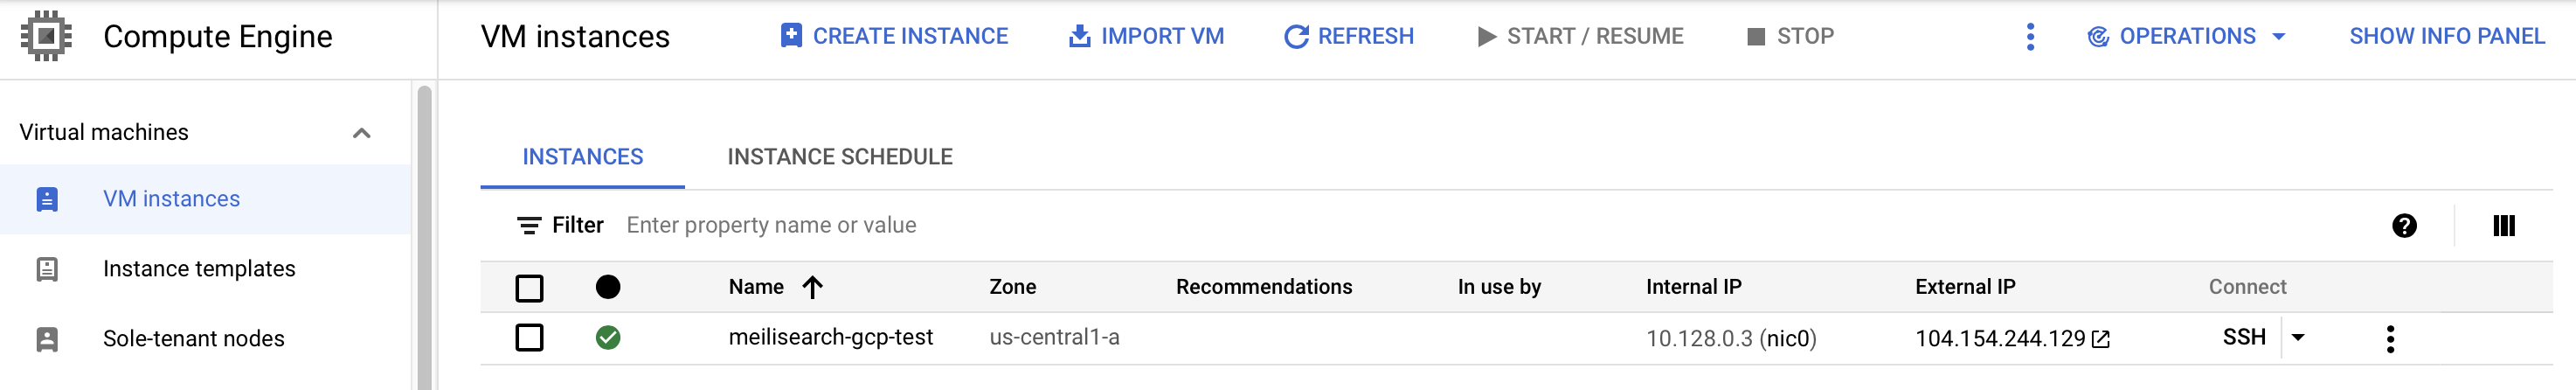 Compute Engine
VM instances CREATE INSTANCE IMPORT VM REFRESH START / RESUME STOP OPERATIONS SHOW INFO PANEL
Virtual machines
VM instances
Instance templates
Sole-tenant nodes
INSTANCES INSTANCE SCHEDULE
Filter Enter property name or value
Name Zone Recommendations In use by Internal IP External IP Connect
meilisearch-gcp-test us-central1-a 10.128.0.3 (nic0) 104.154.244.129 SSH